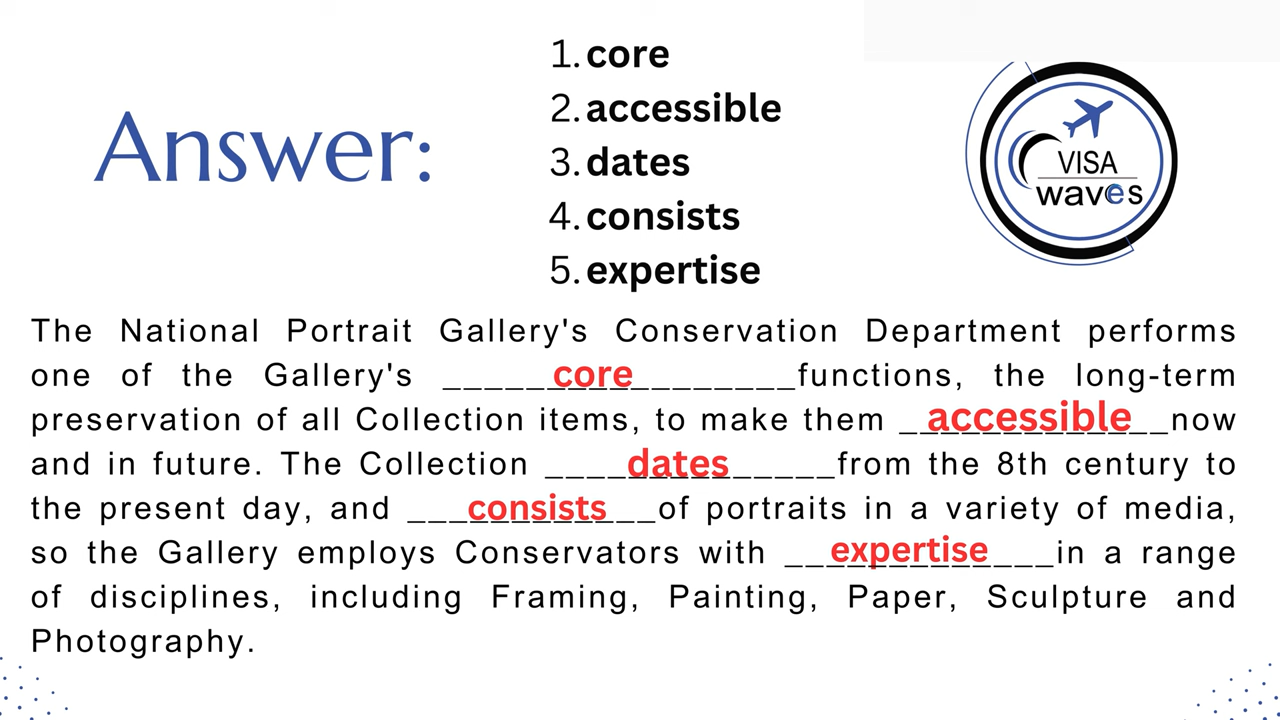 Answer:
1. core
2. accessible
3. dates
4. consists
5. expertise
VISA
waves
The National Portrait Gallery's Conservation Department performs
one of the Gallery's ________core________functions, the long-term
preservation of all Collection items, to make them __accessible__now
and in future. The Collection ____dates_____from the 8th century to
the present day, and ___consists___of portraits in a variety of media,
so the Gallery employs Conservators with __expertise___in a range
of disciplines, including Framing, Painting, Paper, Sculpture and
Photography.